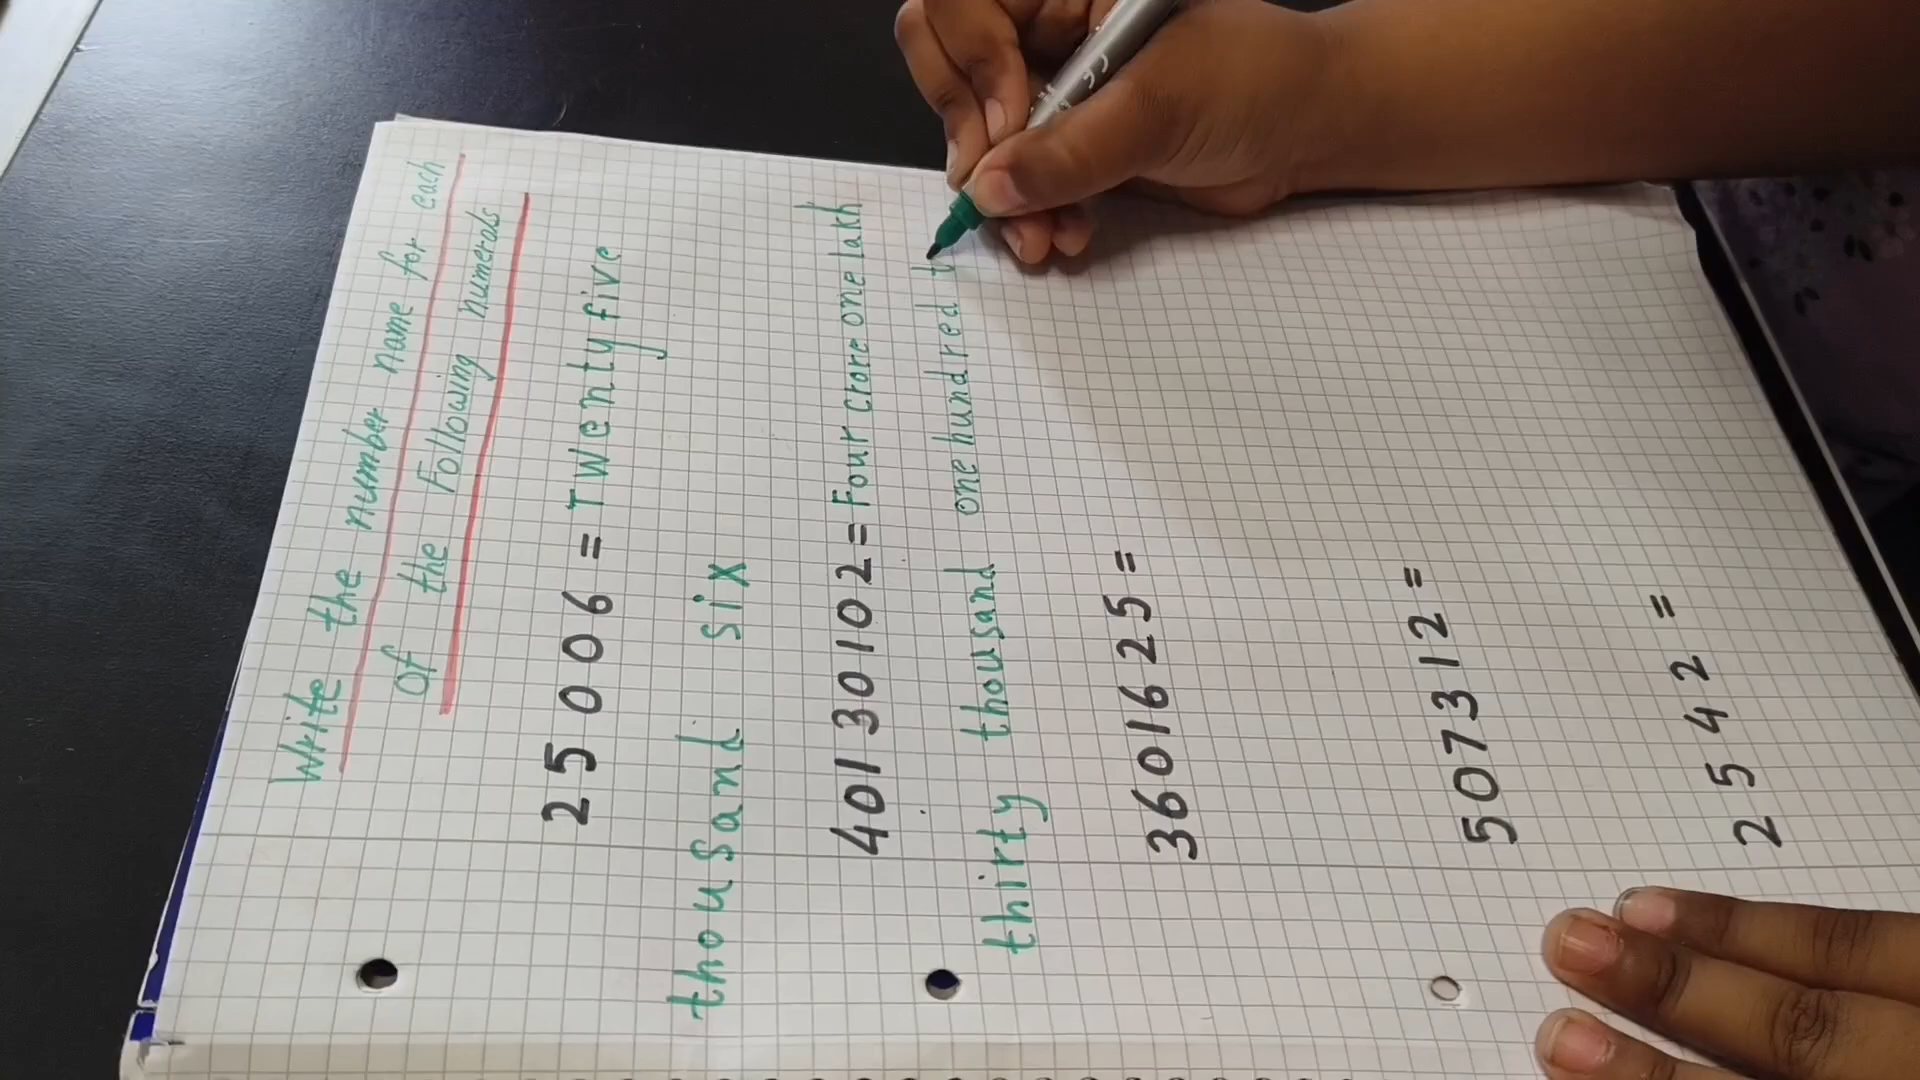 Write the number name for each
of the Following numerals
25006 = Twenty five
thousand six
40130102 = Four crore one lakh
thirty thousand one hundred t
3601625 =
507312 =
25542 =